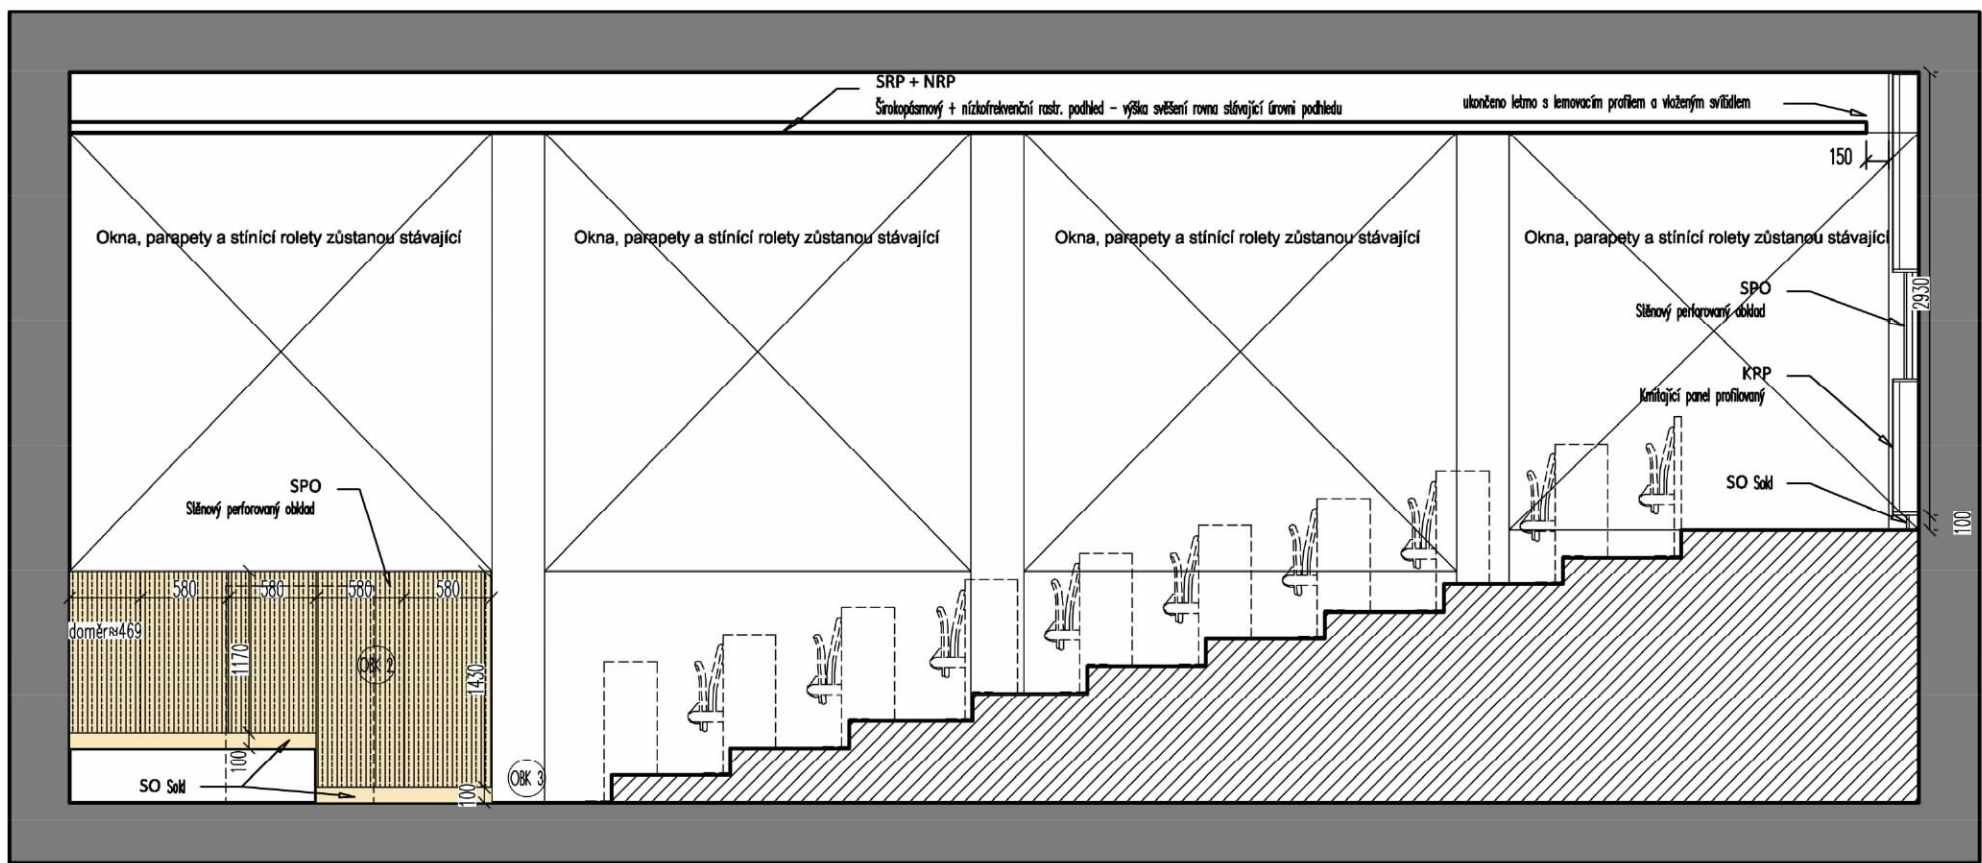 SRP + NRP
Širokopásmový + nízkofrekvenční rastr. podhled – výška svěšení rovna stávající úrovni podhledu
ukončeno letmo s lemovacím profilem a vloženým svítidlem
150
Okna, parapety a stínící rolety zůstanou stávající
Okna, parapety a stínící rolety zůstanou stávající
Okna, parapety a stínící rolety zůstanou stávající
Okna, parapety a stínící rolety zůstanou stávající
SPO
Stěnový perforovaný obklad
2930
KPP
Kmitající panel profilovaný
SO Sokl
100
SPO
Stěnový perforovaný obklad
580
580
580
580
doměr≈469
1170
OBK 2
1430
100
SO Sokl
100
OBK 3